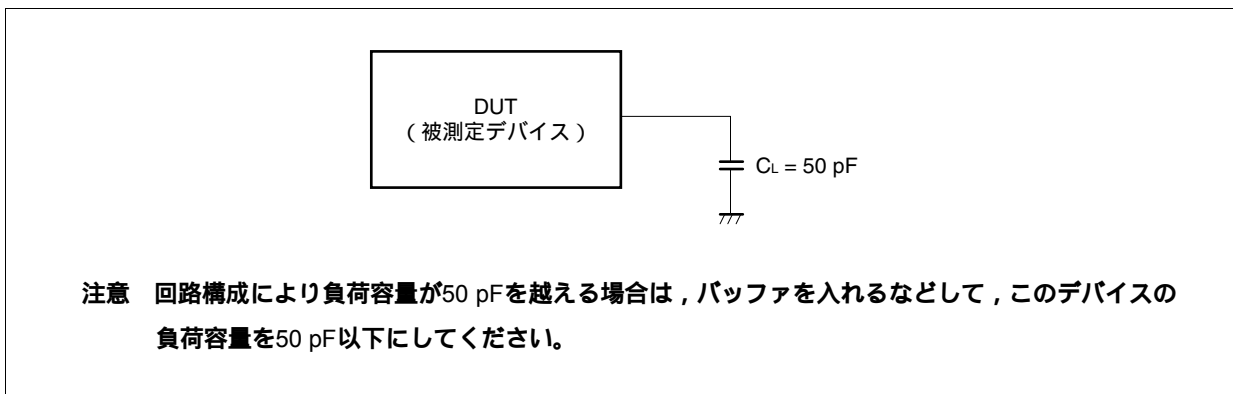 DUT
（被測定デバイス）
CL = 50 pF
注意　回路構成により負荷容量が50 pFを越える場合は，バッファを入れるなどして，このデバイスの
負荷容量を50 pF以下にしてください。